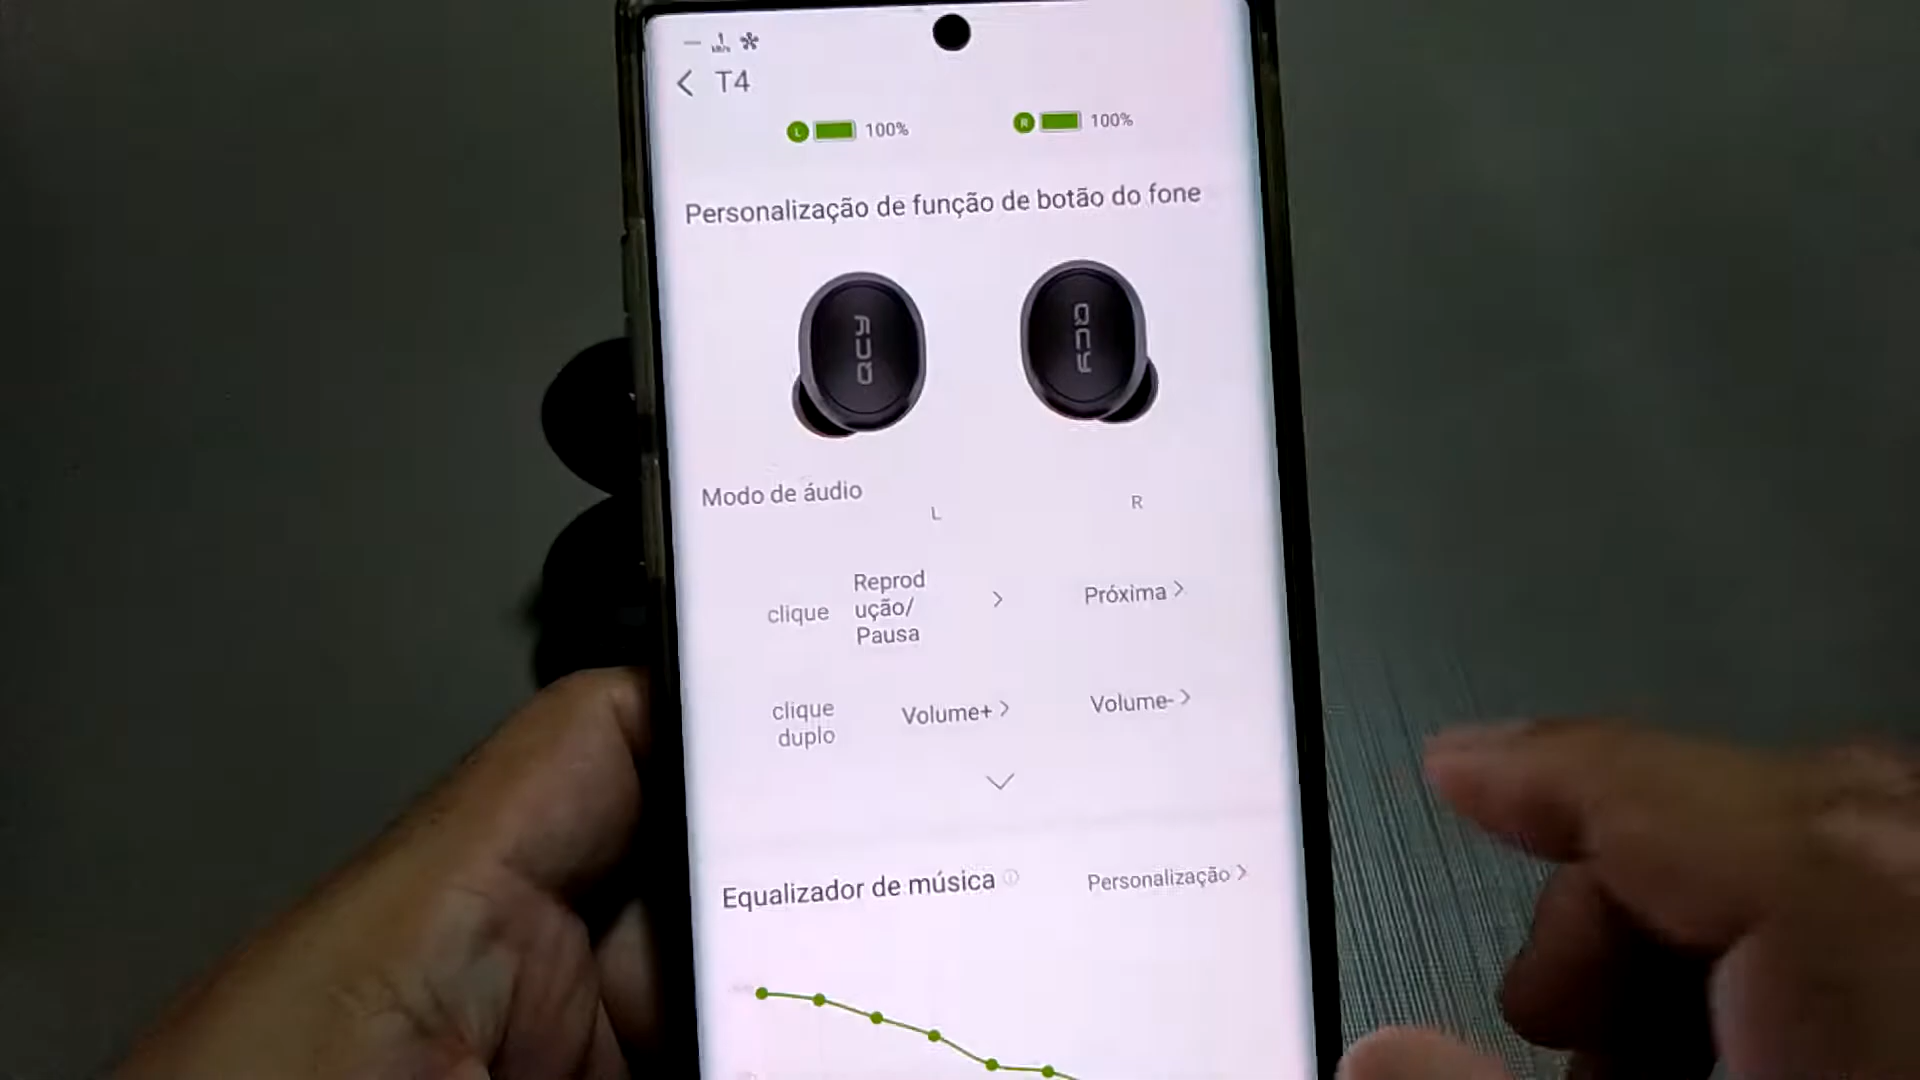 T4
L 100% R 100%
Personalização de função de botão do fone
QCY QCY
Modo de áudio
L R
clique
Reprod
ução/
Pausa
Próxima
clique
duplo
Volume+ Volume-
Equalizador de música Personalização